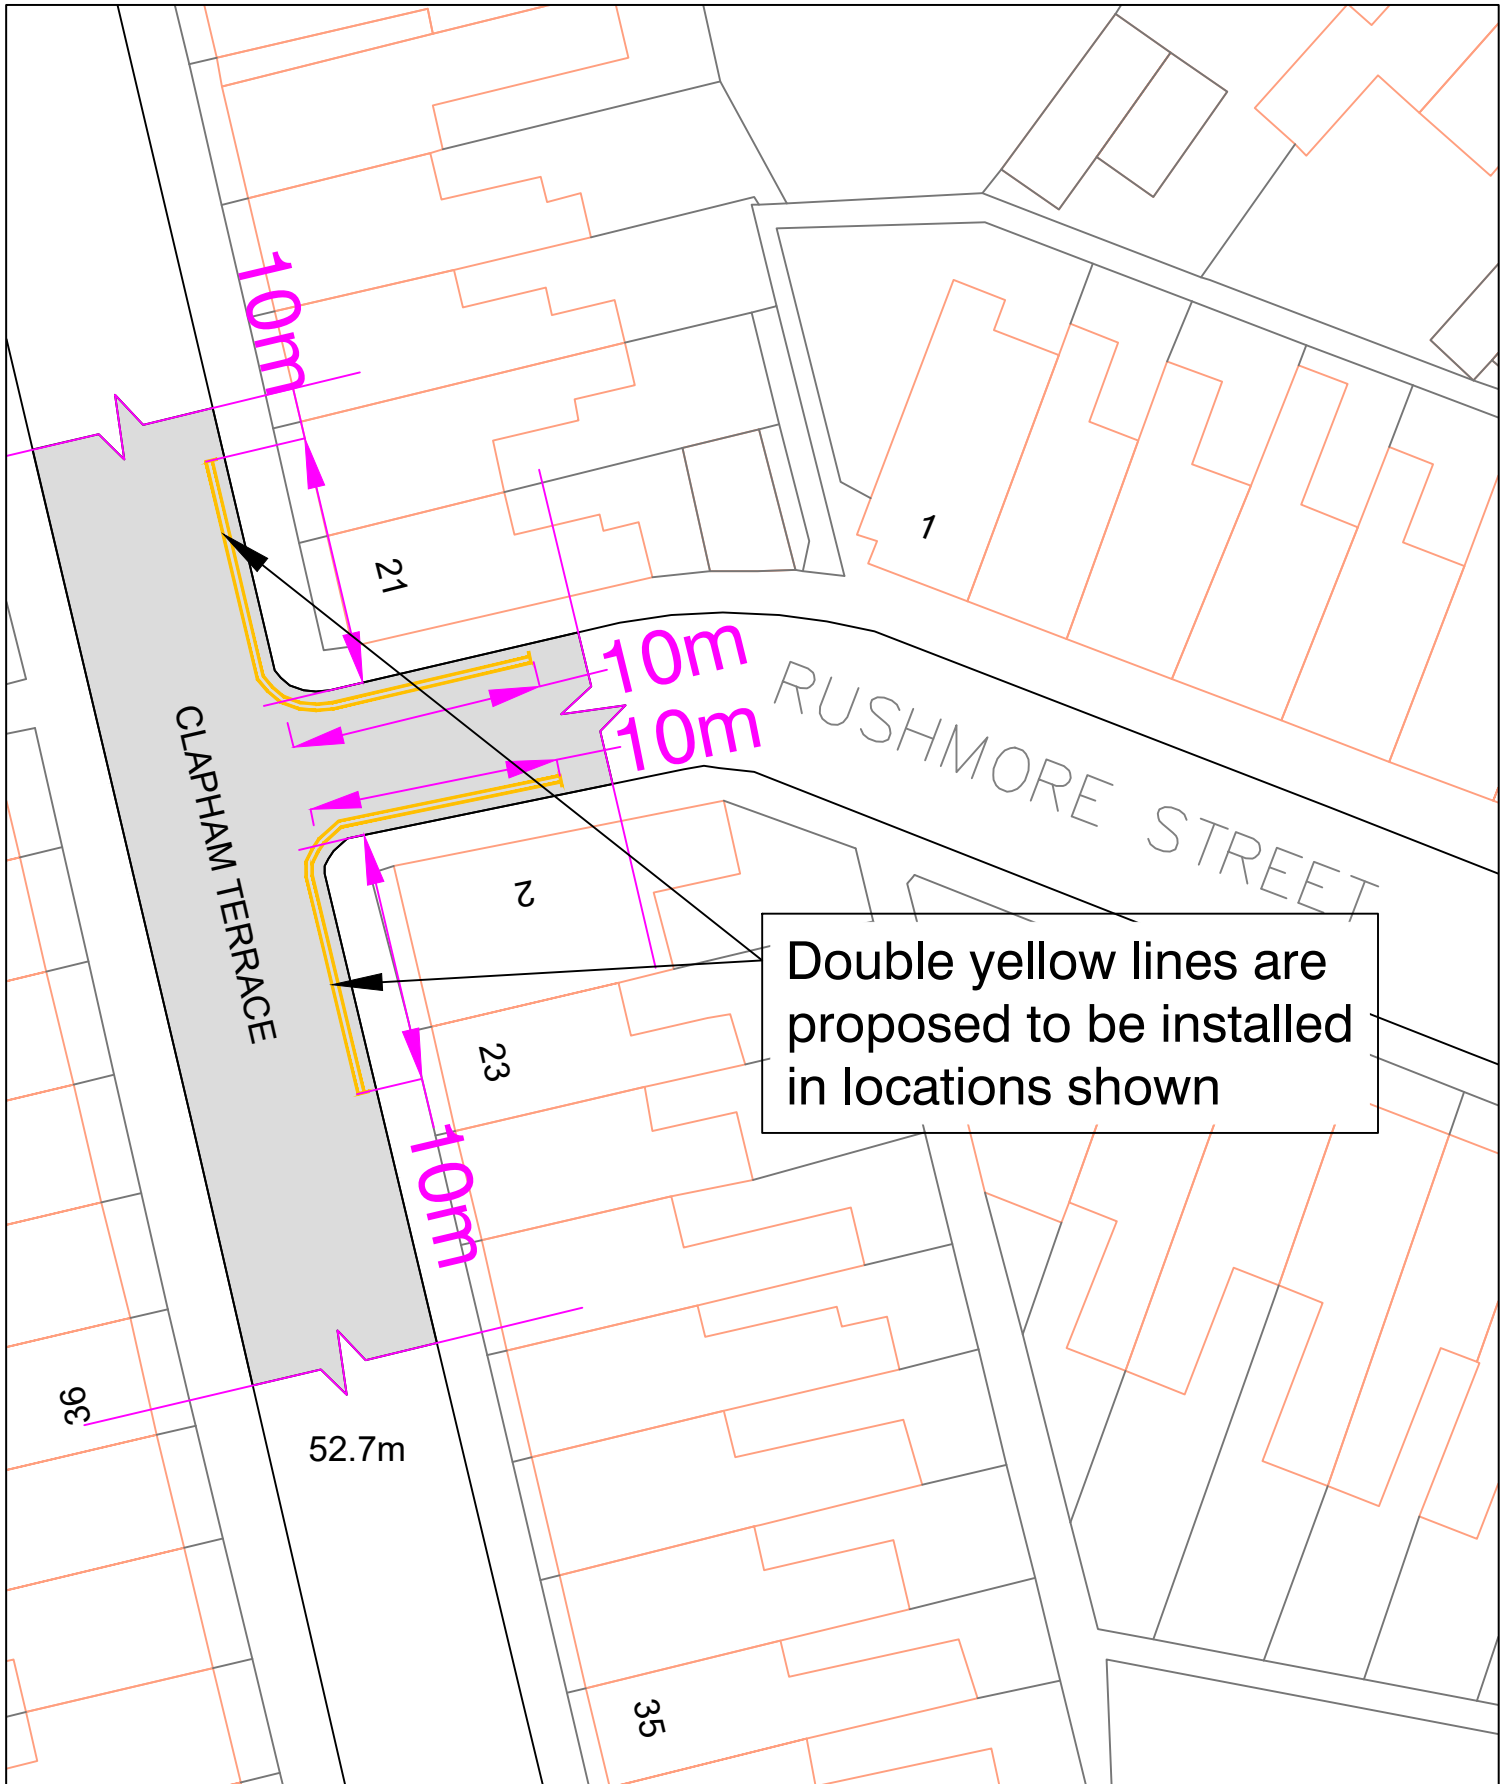 10m
1
21
10m
10m
RUSHMORE STREET
CLAPHAM TERRACE
2
Double yellow lines are
proposed to be installed
in locations shown
23
10m
36
52.7m
35